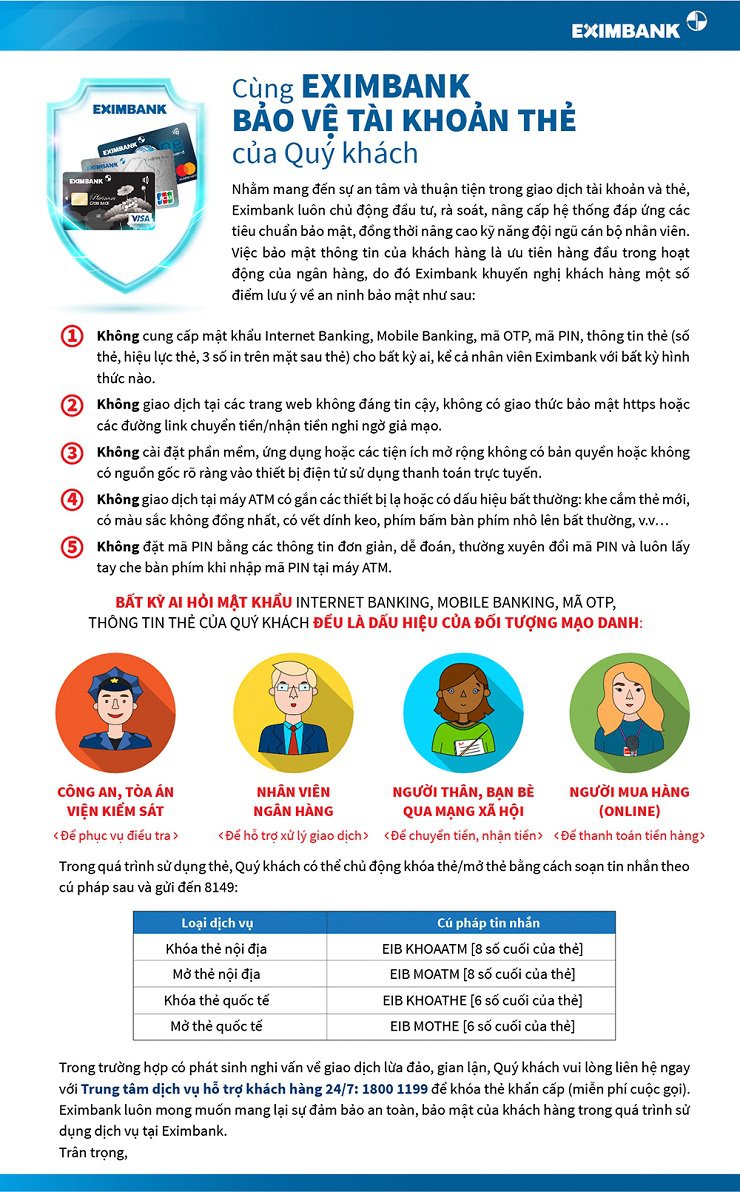 EXIMBANK
EXIMBANK
EXIMBANK
EXIMBANK
EXIMBANK
Platinum
VISA
JCB
mastercard
Cùng EXIMBANK
BẢO VỆ TÀI KHOẢN THẺ
của Quý khách
Nhằm mang đến sự an tâm và thuận tiện trong giao dịch tài khoản và thẻ,
Eximbank luôn chủ động đầu tư, rà soát, nâng cấp hệ thống đáp ứng các
tiêu chuẩn bảo mật, đồng thời nâng cao kỹ năng đội ngũ cán bộ nhân viên.
Việc bảo mật thông tin của khách hàng là ưu tiên hàng đầu trong hoạt
động của ngân hàng, do đó Eximbank khuyến nghị khách hàng một số
điểm lưu ý về an ninh bảo mật như sau:
1 Không cung cấp mật khẩu Internet Banking, Mobile Banking, mã OTP, mã PIN, thông tin thẻ (số
thẻ, hiệu lực thẻ, 3 số in trên mặt sau thẻ) cho bất kỳ ai, kể cả nhân viên Eximbank với bất kỳ hình
thức nào.
2 Không giao dịch tại các trang web không đáng tin cậy, không có giao thức bảo mật https hoặc
các đường link chuyển tiền/nhận tiền nghi ngờ giả mạo.
3 Không cài đặt phần mềm, ứng dụng hoặc các tiện ích mở rộng không có bản quyền hoặc không
có nguồn gốc rõ ràng vào thiết bị điện tử sử dụng thanh toán trực tuyến.
4 Không giao dịch tại máy ATM có gắn các thiết bị lạ hoặc có dấu hiệu bất thường: khe cắm thẻ mới,
có màu sắc không đồng nhất, có vết dính keo, phím bấm bàn phím nhô lên bất thường, v.v…
5 Không đặt mã PIN bằng các thông tin đơn giản, dễ đoán, thường xuyên đổi mã PIN và luôn lấy
tay che bàn phím khi nhập mã PIN tại máy ATM.
BẤT KỲ AI HỎI MẬT KHẨU INTERNET BANKING, MOBILE BANKING, MÃ OTP,
THÔNG TIN THẺ CỦA QUÝ KHÁCH ĐỀU LÀ DẤU HIỆU CỦA ĐỐI TƯỢNG MẠO DANH:
CÔNG AN, TÒA ÁN
VIỆN KIỂM SÁT
<Để phục vụ điều tra>
NHÂN VIÊN
NGÂN HÀNG
<Để hỗ trợ xử lý giao dịch>
NGƯỜI THÂN, BẠN BÈ
QUA MẠNG XÃ HỘI
<Để chuyển tiền, nhận tiền>
NGƯỜI MUA HÀNG
(ONLINE)
<Để thanh toán tiền hàng>
Trong quá trình sử dụng thẻ, Quý khách có thể chủ động khóa thẻ/mở thẻ bằng cách soạn tin nhắn theo
cú pháp sau và gửi đến 8149:
Loại dịch vụ Cú pháp tin nhắn
Khóa thẻ nội địa EIB KHOAATM [8 số cuối của thẻ]
Mở thẻ nội địa EIB MOATM [8 số cuối của thẻ]
Khóa thẻ quốc tế EIB KHOATHE [6 số cuối của thẻ]
Mở thẻ quốc tế EIB MOTHE [6 số cuối của thẻ]
Trong trường hợp có phát sinh nghi vấn về giao dịch lừa đảo, gian lận, Quý khách vui lòng liên hệ ngay
với Trung tâm dịch vụ hỗ trợ khách hàng 24/7: 1800 1199 để khóa thẻ khẩn cấp (miễn phí cuộc gọi).
Eximbank luôn mong muốn mang lại sự đảm bảo an toàn, bảo mật của khách hàng trong quá trình sử
dụng dịch vụ tại Eximbank.
Trân trọng,